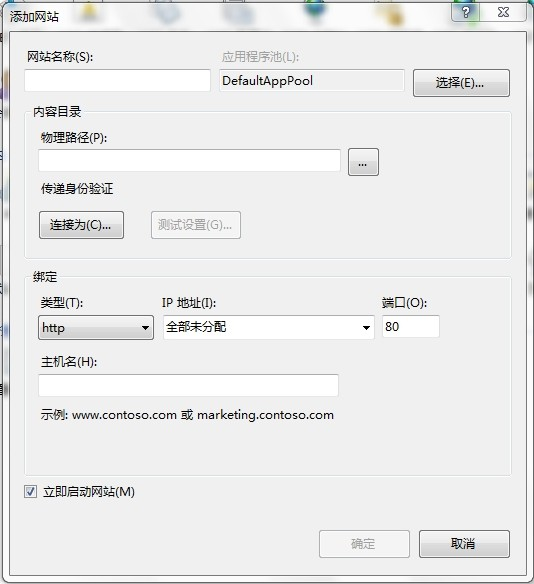 添加网站
?
网站名称(S):
应用程序池(L):
DefaultAppPool
选择(E)...
内容目录
物理路径(P):
...
传递身份验证
连接为(C)...
测试设置(G)...
绑定
类型(T):
IP 地址(I):
端口(O):
http
全部未分配
80
主机名(H):
示例: www.contoso.com 或 marketing.contoso.com
立即启动网站(M)
确定
取消